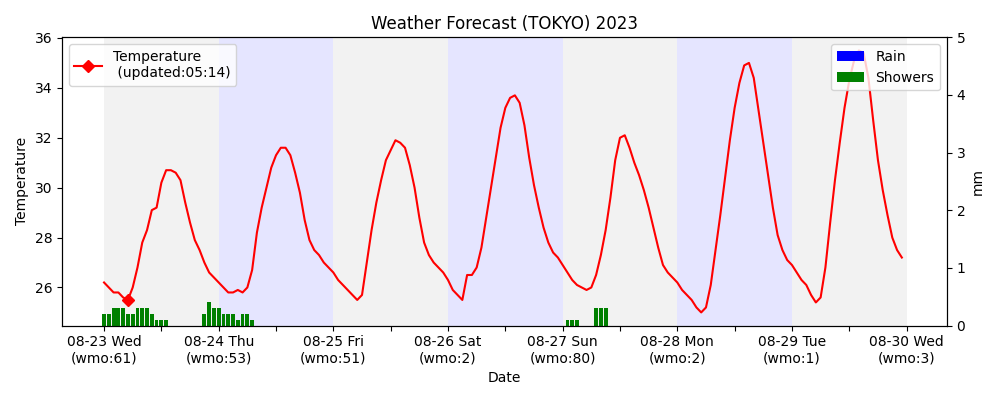 Weather Forecast (TOKYO) 2023
36
34
32
30
28
26
Temperature
Temperature
(updated:05:14)
Rain
Showers
5
4
3
2
1
0
mm
08-23 Wed
(wmo:61)
08-24 Thu
(wmo:53)
08-25 Fri
(wmo:51)
08-26 Sat
(wmo:2)
08-27 Sun
(wmo:80)
08-28 Mon
(wmo:2)
08-29 Tue
(wmo:1)
08-30 Wed
(wmo:3)
Date